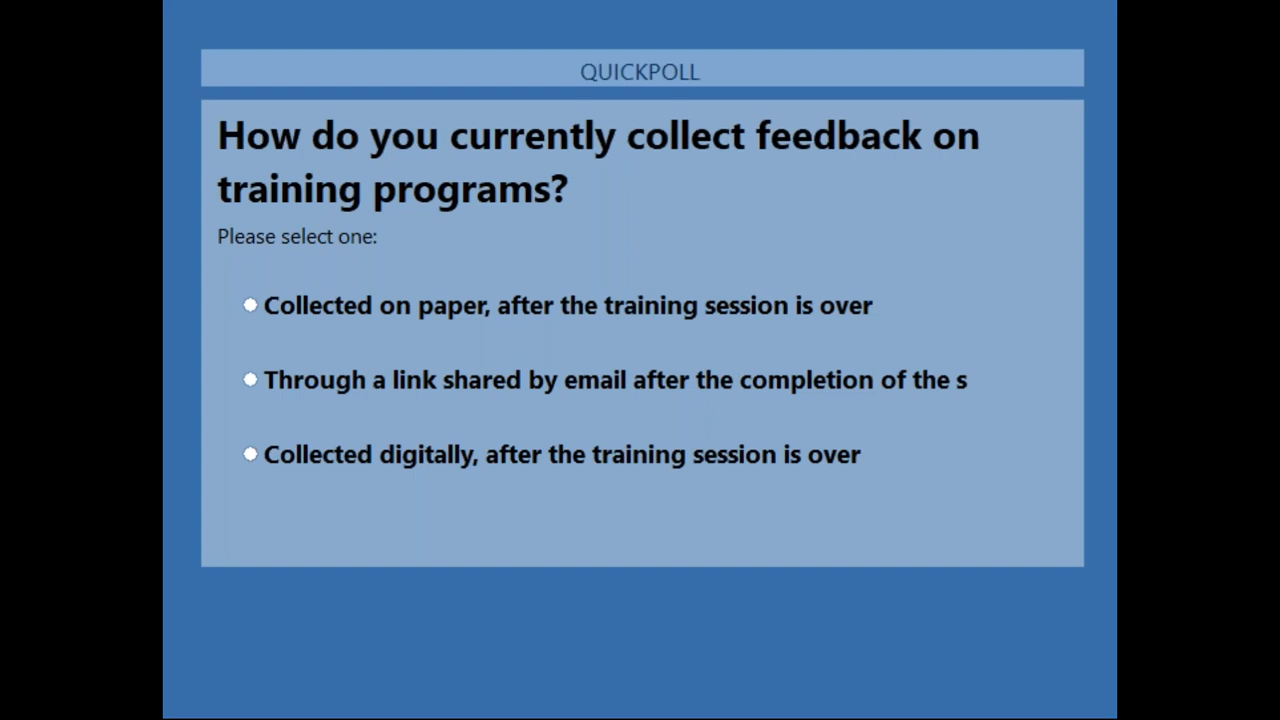 QUICKPOLL
How do you currently collect feedback on
training programs?
Please select one:
Collected on paper, after the training session is over
Through a link shared by email after the completion of the s
Collected digitally, after the training session is over